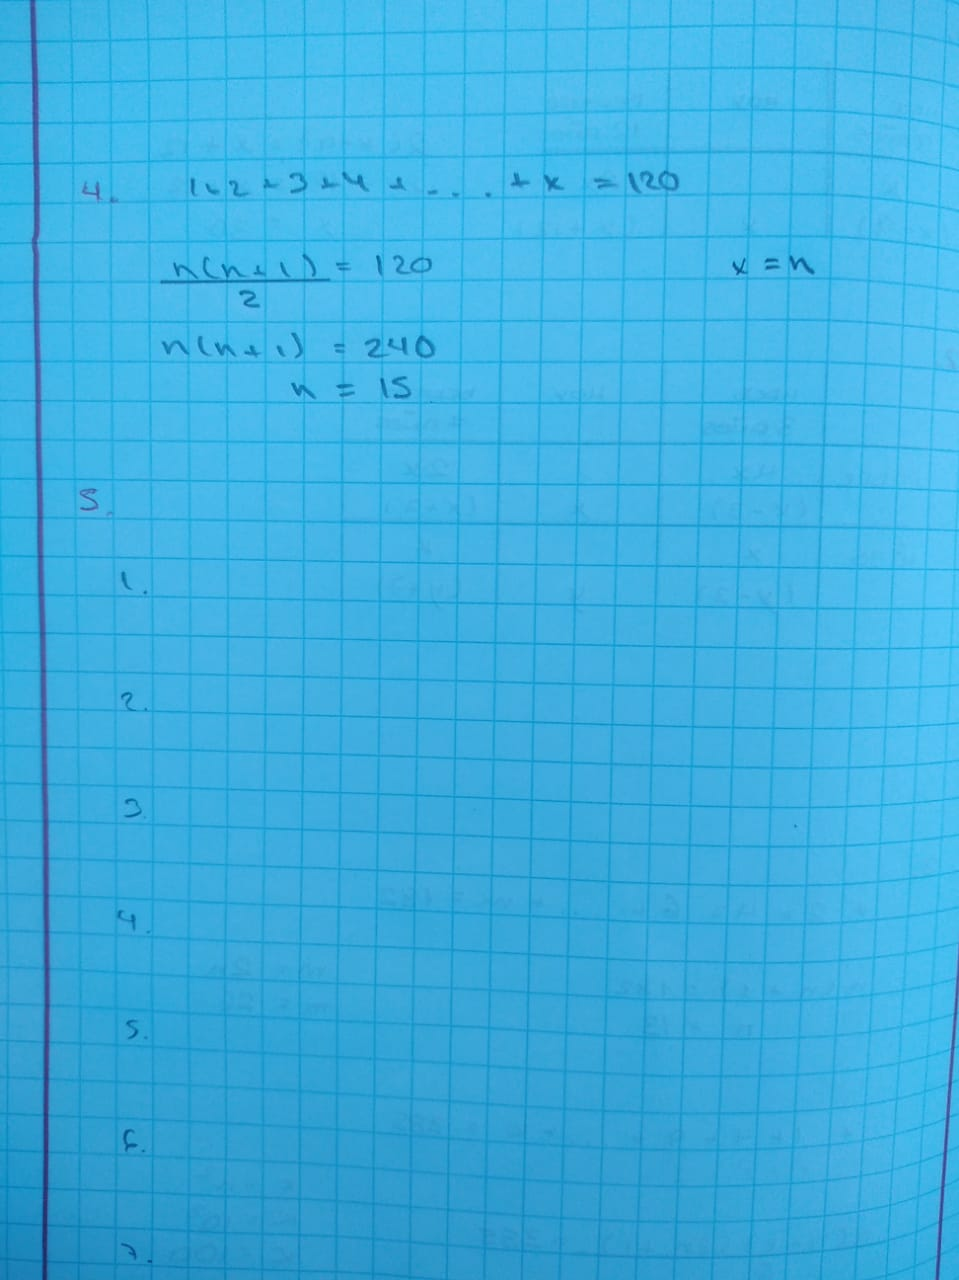 4. 1+2+3+4+....+x=120
n(n+1)/2 = 120 x=n
n(n+1) = 240
n = 15
5.
1.
2.
3.
4.
5.
6.
7.